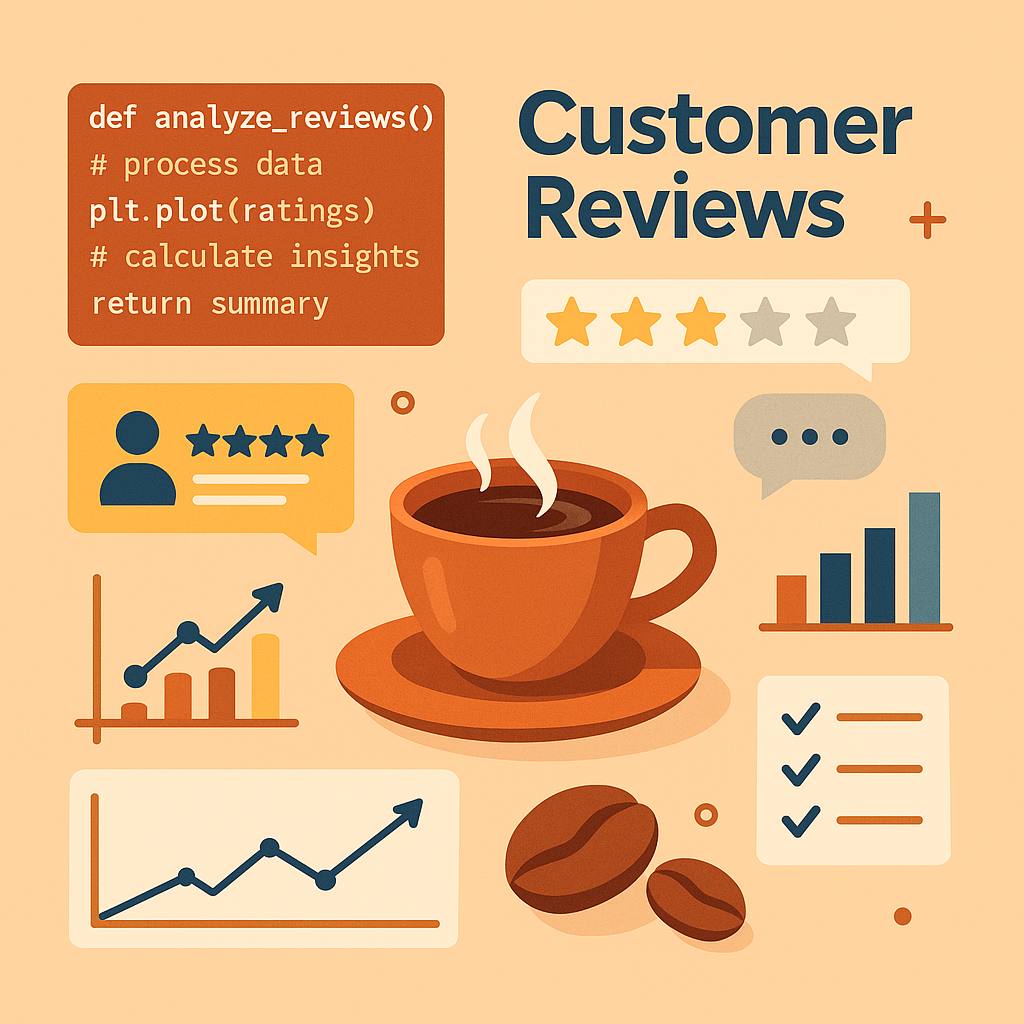 def analyze_reviews()
# process data
plt.plot(ratings)
# calculate insights
return summary
Customer
Reviews